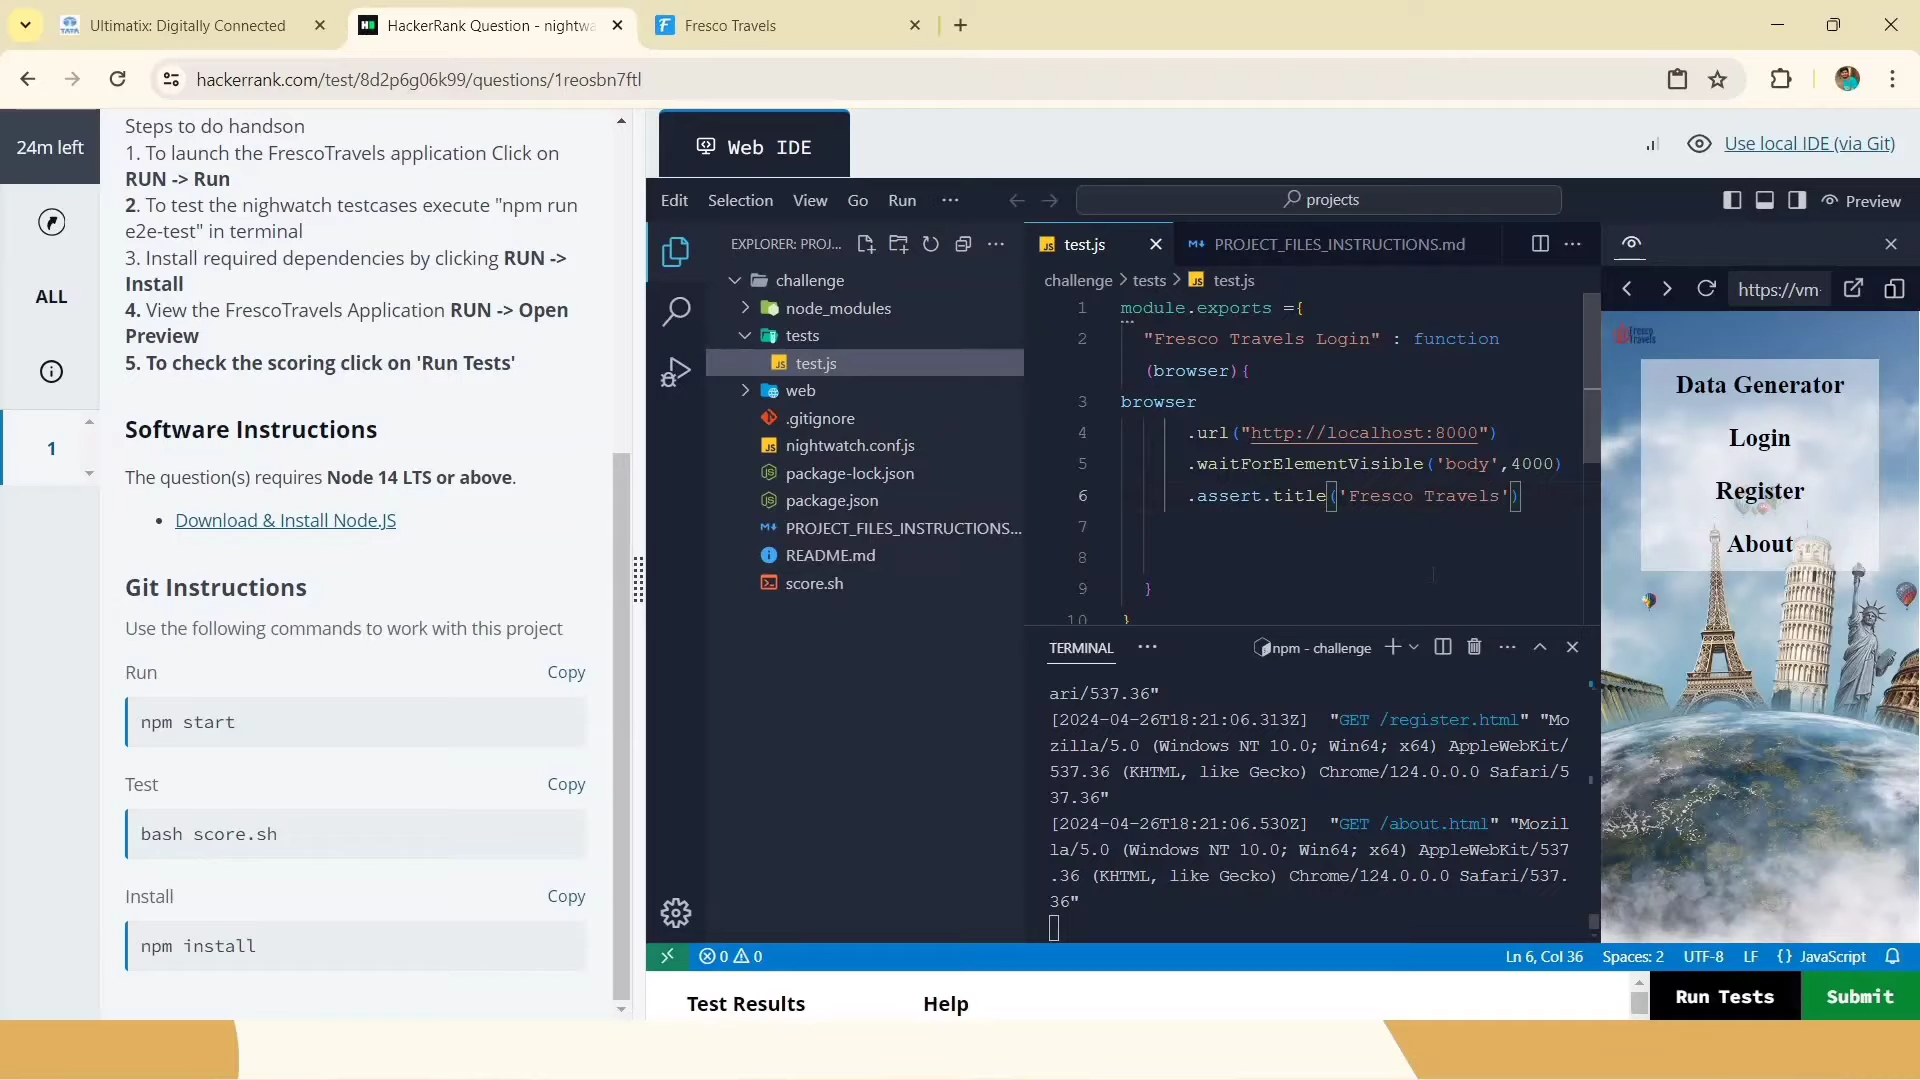 Ultimatix: Digitally Connected
HackerRank Question - nightwa
Fresco Travels
hackerrank.com/test/8d2p6g06k99/questions/1reosbn7ftl
24m left
ALL
1
Steps to do handson
1. To launch the FrescoTravels application Click on
RUN -> Run
2. To test the nighwatch testcases execute "npm run
e2e-test" in terminal
3. Install required dependencies by clicking RUN ->
Install
4. View the FrescoTravels Application RUN -> Open
Preview
5. To check the scoring click on 'Run Tests'
Software Instructions
The question(s) requires Node 14 LTS or above.
• Download & Install Node.JS
Git Instructions
Use the following commands to work with this project
Run
Copy
npm start
Test
Copy
bash score.sh
Install
Copy
npm install
Web IDE
Use local IDE (via Git)
Edit Selection View Go Run ···
projects
Preview
EXPLORER: PROJ...
challenge
node_modules
tests
test.js
web
.gitignore
nightwatch.conf.js
package-lock.json
package.json
PROJECT_FILES_INSTRUCTIONS...
README.md
score.sh
test.js
PROJECT_FILES_INSTRUCTIONS.md
challenge > tests > test.js
1 module.exports ={
2 "Fresco Travels Login" : function
(browser){
3 browser
4 .url("http://localhost:8000")
5 .waitForElementVisible('body',4000)
6 .assert.title('Fresco Travels')
7
8
9 }
10 }
TERMINAL ···
npm - challenge
ari/537.36"
[2024-04-26T18:21:06.313Z] "GET /register.html" "Mo
zilla/5.0 (Windows NT 10.0; Win64; x64) AppleWebKit/
537.36 (KHTML, like Gecko) Chrome/124.0.0.0 Safari/5
37.36"
[2024-04-26T18:21:06.530Z] "GET /about.html" "Mozil
la/5.0 (Windows NT 10.0; Win64; x64) AppleWebKit/537
.36 (KHTML, like Gecko) Chrome/124.0.0.0 Safari/537.
36"
https://vm-
Fresco
Travels
Data Generator
Login
Register
About
0 0
Ln 6, Col 36 Spaces: 2 UTF-8 LF {} JavaScript
Test Results
Help
Run Tests
Submit